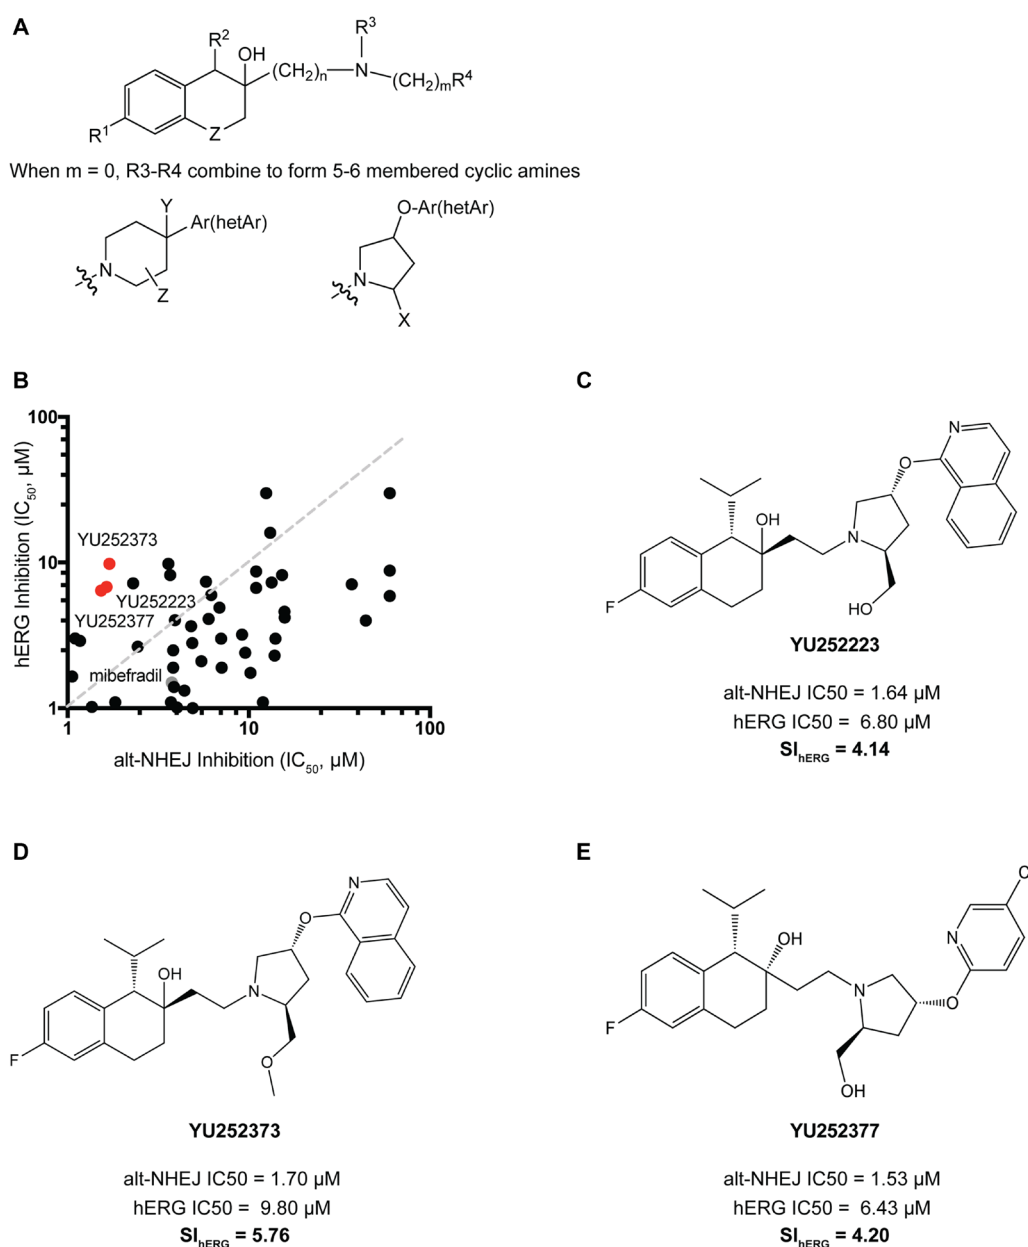 A
R³
R²
OH
(CH₂)ₙ
N
(CH₂)ₘR⁴
R¹
Z
When m = 0, R3-R4 combine to form 5-6 membered cyclic amines
Y
Ar(hetAr)
N
Z
O-Ar(hetAr)
N
X
B
hERG Inhibition (IC₅₀, µM)
100
10
1
YU252373
YU252223
YU252377
mibefradil
1
10
100
alt-NHEJ Inhibition (IC₅₀, µM)
C
N
O
OH
N
F
HO
YU252223
alt-NHEJ IC50 = 1.64 µM
hERG IC50 = 6.80 µM
SI_hERG = 4.14
D
N
O
OH
N
F
O
YU252373
alt-NHEJ IC50 = 1.70 µM
hERG IC50 = 9.80 µM
SI_hERG = 5.76
E
OH
N
N
O
F
OH
YU252377
alt-NHEJ IC50 = 1.53 µM
hERG IC50 = 6.43 µM
SI_hERG = 4.20